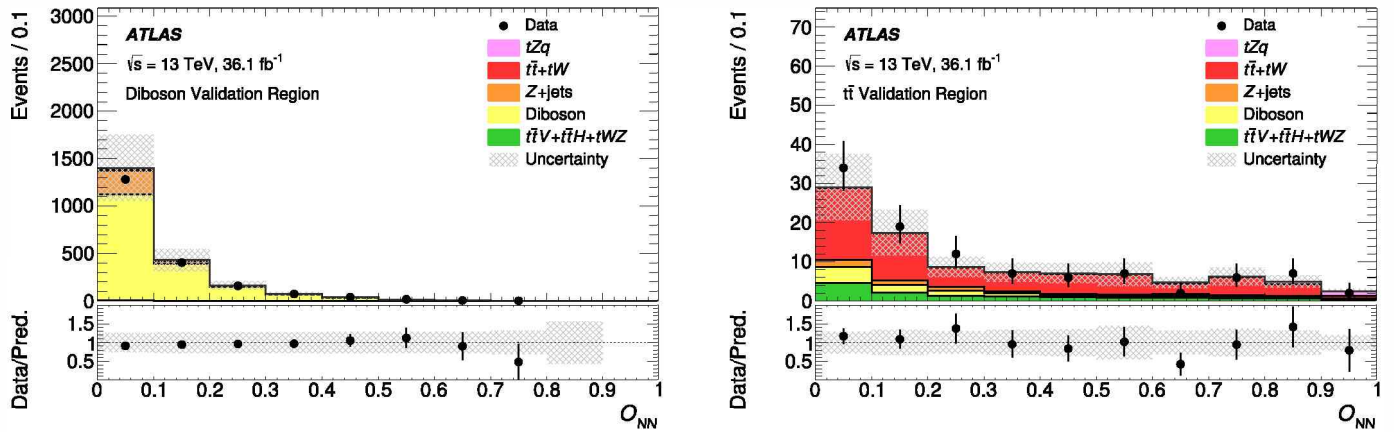 3000
2500
2000
1500
1000
500
0
Events / 0.1
ATLAS
√s = 13 TeV, 36.1 fb⁻¹
Diboson Validation Region
Data
tZq
tt̄+tW
Z+jets
Diboson
tt̄V+tt̄H+tWZ
Uncertainty
1.5
1
0.5
Data/Pred.
0 0.1 0.2 0.3 0.4 0.5 0.6 0.7 0.8 0.9 1
O_NN
70
60
50
40
30
20
10
0
Events / 0.1
ATLAS
√s = 13 TeV, 36.1 fb⁻¹
tt̄ Validation Region
Data
tZq
tt̄+tW
Z+jets
Diboson
tt̄V+tt̄H+tWZ
Uncertainty
1.5
1
0.5
Data/Pred.
0 0.1 0.2 0.3 0.4 0.5 0.6 0.7 0.8 0.9 1
O_NN